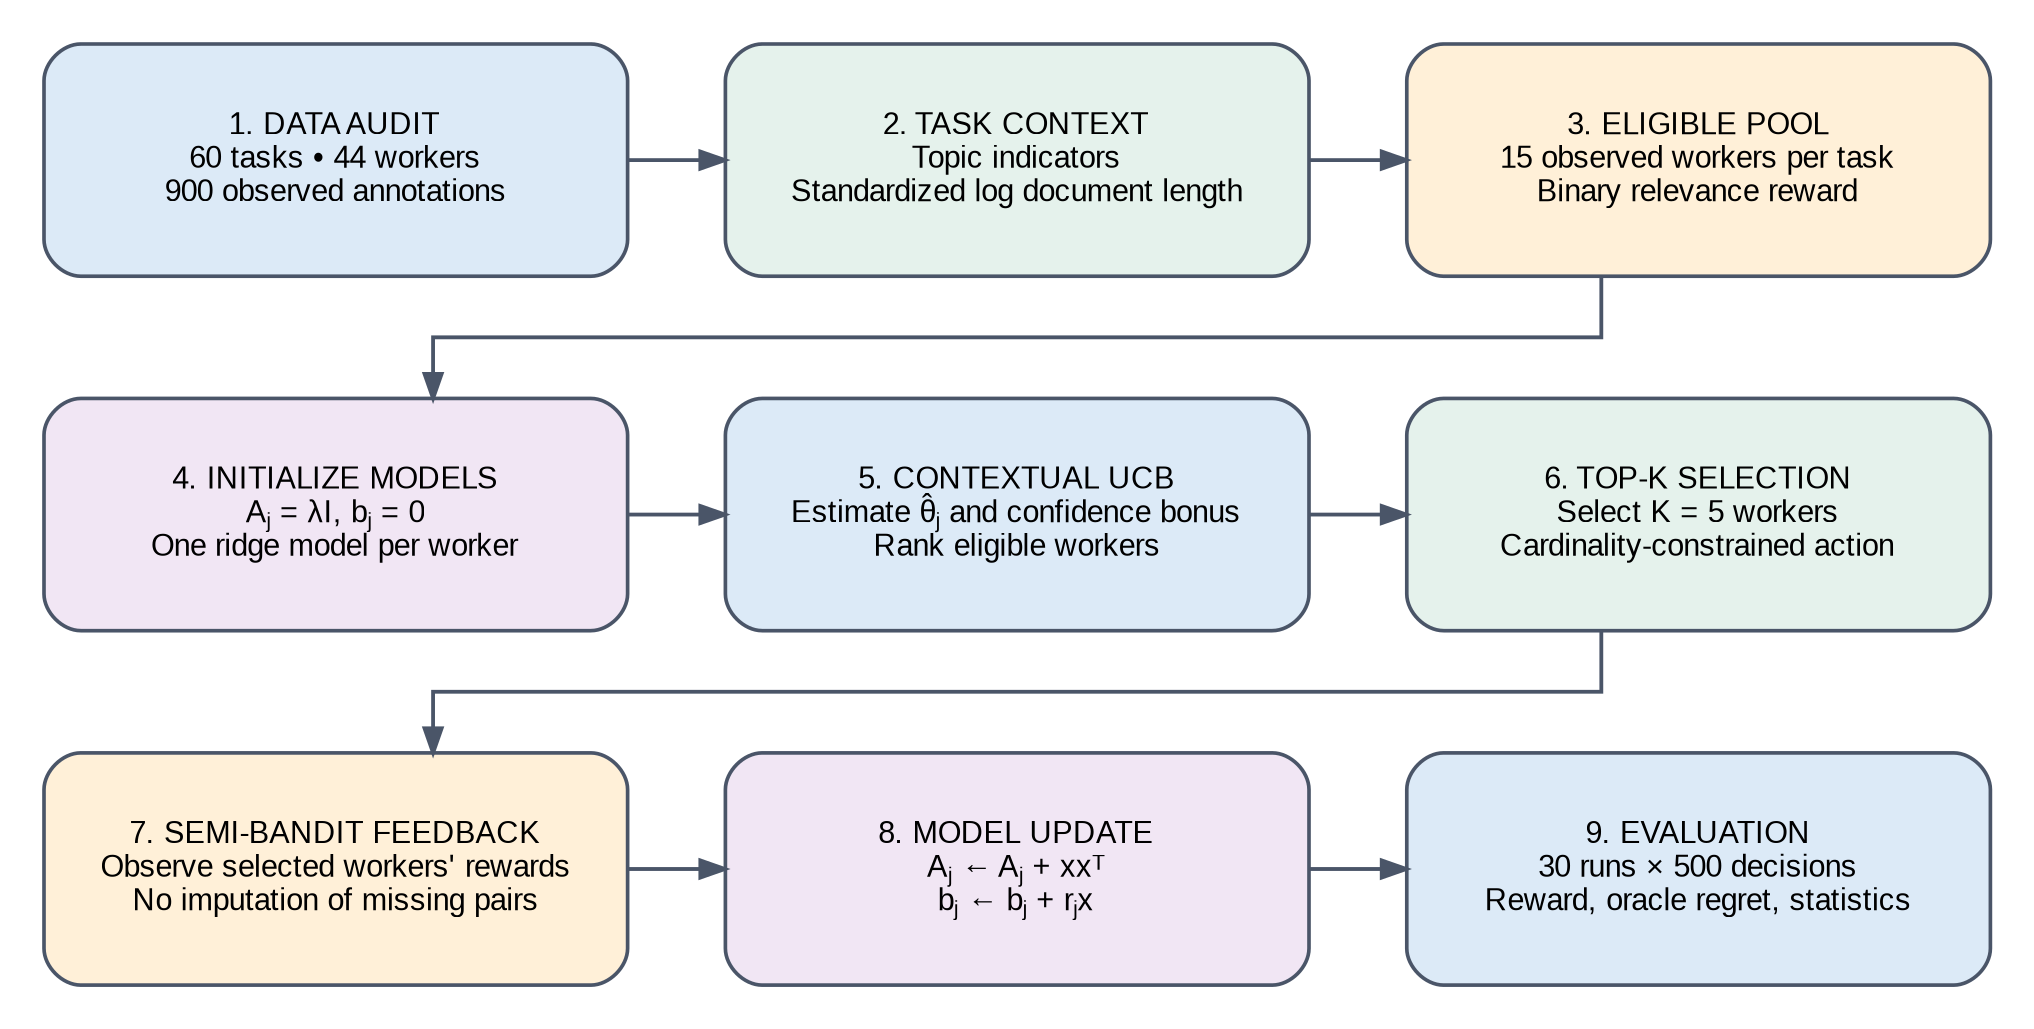 1. DATA AUDIT
60 tasks • 44 workers
900 observed annotations
2. TASK CONTEXT
Topic indicators
Standardized log document length
3. ELIGIBLE POOL
15 observed workers per task
Binary relevance reward
4. INITIALIZE MODELS
Aⱼ = λI, bⱼ = 0
One ridge model per worker
5. CONTEXTUAL UCB
Estimate θ̂ⱼ and confidence bonus
Rank eligible workers
6. TOP-K SELECTION
Select K = 5 workers
Cardinality-constrained action
7. SEMI-BANDIT FEEDBACK
Observe selected workers' rewards
No imputation of missing pairs
8. MODEL UPDATE
Aⱼ ← Aⱼ + xxᵀ
bⱼ ← bⱼ + rⱼx
9. EVALUATION
30 runs × 500 decisions
Reward, oracle regret, statistics